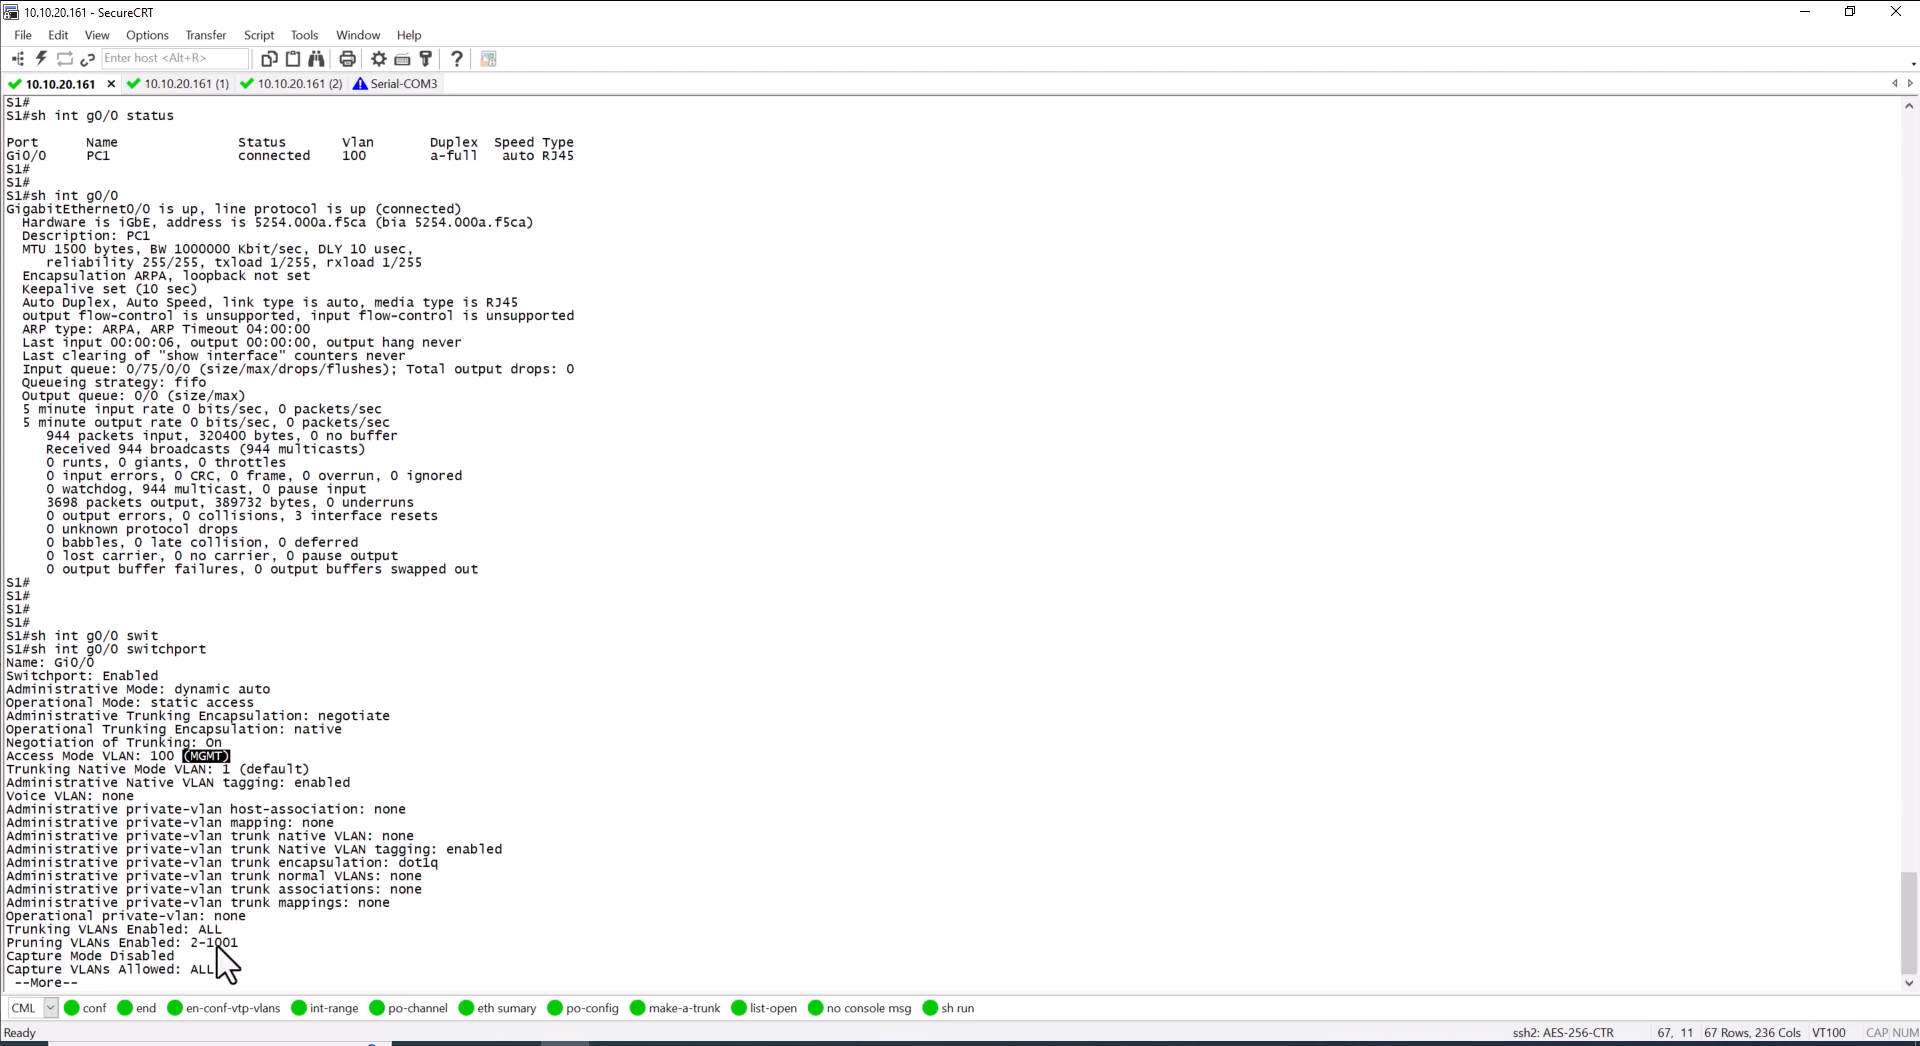 10.10.20.161 - SecureCRT
File Edit View Options Transfer Script Tools Window Help
Enter host <Alt+R>
10.10.20.161 10.10.20.161 (1) 10.10.20.161 (2) Serial-COM3
S1#
S1#sh int g0/0 status
Port Name Status Vlan Duplex Speed Type
Gi0/0 PC1 connected 100 a-full auto RJ45
S1#
S1#
S1#sh int g0/0
GigabitEthernet0/0 is up, line protocol is up (connected)
Hardware is iGbE, address is 5254.000a.f5ca (bia 5254.000a.f5ca)
Description: PC1
MTU 1500 bytes, BW 1000000 Kbit/sec, DLY 10 usec,
reliability 255/255, txload 1/255, rxload 1/255
Encapsulation ARPA, loopback not set
Keepalive set (10 sec)
Auto Duplex, Auto Speed, link type is auto, media type is RJ45
output flow-control is unsupported, input flow-control is unsupported
ARP type: ARPA, ARP Timeout 04:00:00
Last input 00:00:06, output 00:00:00, output hang never
Last clearing of "show interface" counters never
Input queue: 0/75/0/0 (size/max/drops/flushes); Total output drops: 0
Queueing strategy: fifo
Output queue: 0/0 (size/max)
5 minute input rate 0 bits/sec, 0 packets/sec
5 minute output rate 0 bits/sec, 0 packets/sec
944 packets input, 320400 bytes, 0 no buffer
Received 944 broadcasts (944 multicasts)
0 runts, 0 giants, 0 throttles
0 input errors, 0 CRC, 0 frame, 0 overrun, 0 ignored
0 watchdog, 944 multicast, 0 pause input
3698 packets output, 389732 bytes, 0 underruns
0 output errors, 0 collisions, 3 interface resets
0 unknown protocol drops
0 babbles, 0 late collision, 0 deferred
0 lost carrier, 0 no carrier, 0 pause output
0 output buffer failures, 0 output buffers swapped out
S1#
S1#
S1#
S1#
S1#sh int g0/0 swit
S1#sh int g0/0 switchport
Name: Gi0/0
Switchport: Enabled
Administrative Mode: dynamic auto
Operational Mode: static access
Administrative Trunking Encapsulation: negotiate
Operational Trunking Encapsulation: native
Negotiation of Trunking: On
Access Mode VLAN: 100 (MGMT)
Trunking Native Mode VLAN: 1 (default)
Administrative Native VLAN tagging: enabled
Voice VLAN: none
Administrative private-vlan host-association: none
Administrative private-vlan mapping: none
Administrative private-vlan trunk native VLAN: none
Administrative private-vlan trunk Native VLAN tagging: enabled
Administrative private-vlan trunk encapsulation: dot1q
Administrative private-vlan trunk normal VLANs: none
Administrative private-vlan trunk associations: none
Administrative private-vlan trunk mappings: none
Operational private-vlan: none
Trunking VLANs Enabled: ALL
Pruning VLANs Enabled: 2-1001
Capture Mode Disabled
Capture VLANs Allowed: ALL
--More--
CML conf end en-conf-vtp-vlans int-range po-channel eth sumary po-config make-a-trunk list-open no console msg sh run
Ready ssh2: AES-256-CTR 67, 11 67 Rows, 236 Cols VT100 CAP NUM